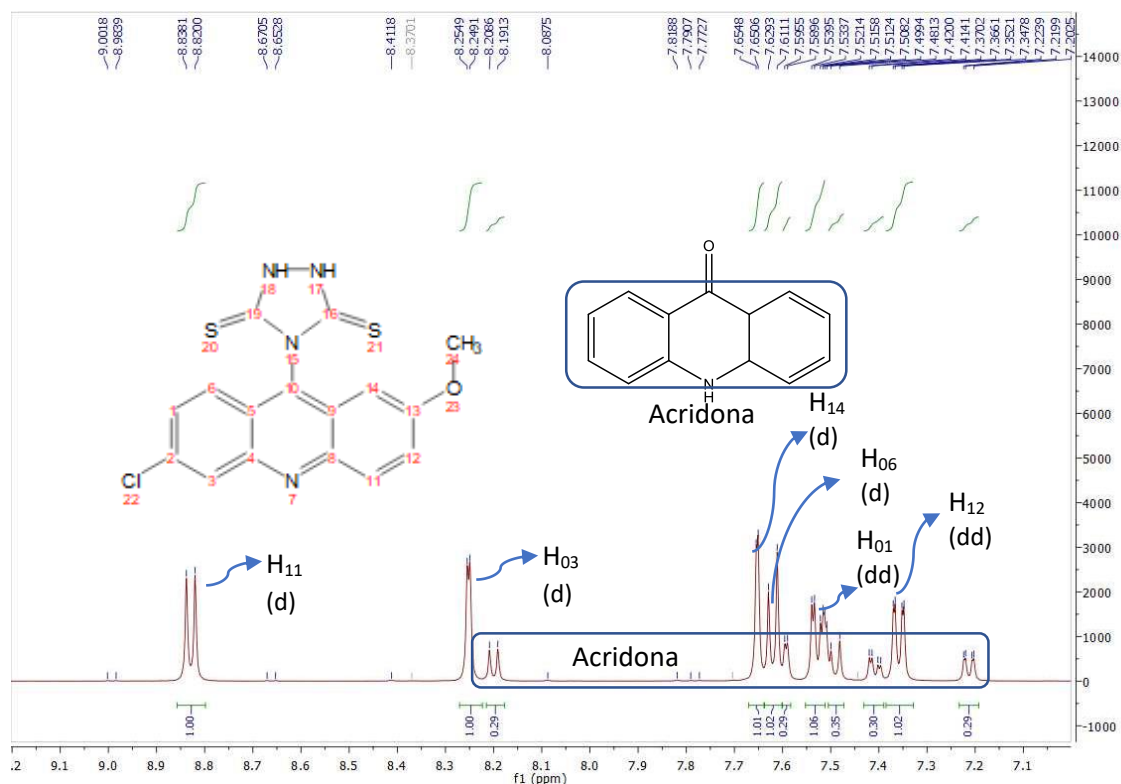 9.0018
8.9839
8.8381
8.8200
8.6705
8.6528
8.4118
8.3701
8.2549
8.2491
8.2086
8.1913
8.0875
7.8188
7.7907
7.7727
7.6548
7.6506
7.6293
7.6111
7.5955
7.5896
7.5395
7.5337
7.5214
7.5158
7.5124
7.5082
7.4994
7.4813
7.4200
7.4141
7.3702
7.3661
7.3521
7.3478
7.2239
7.2199
7.2025
14000
13000
12000
11000
10000
9000
8000
7000
6000
5000
4000
3000
2000
1000
0
-1000
NH NH
18 17
19 16
S S
20 21
N
15
CH₃
24
O
23
6 10 14
1 5 9 13
2 4 8 12
Cl
22
3 N 11
7
O
N
H
Acridona
H₁₄
(d)
H₀₆
(d)
H₁₂
(dd)
H₀₁
(dd)
H₁₁
(d)
H₀₃
(d)
Acridona
1.00
1.00
0.29
1.01
1.02
0.29
1.06
0.35
0.30
1.02
0.29
.2 9.1 9.0 8.9 8.8 8.7 8.6 8.5 8.4 8.3 8.2 8.1 8.0 7.9 7.8 7.7 7.6 7.5 7.4 7.3 7.2 7.1
f1 (ppm)